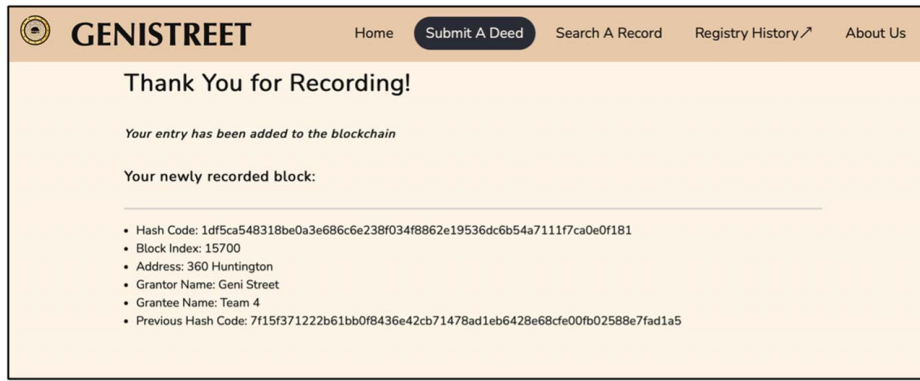 GENISTREET
Home
Submit A Deed
Search A Record
Registry History↗
About Us
Thank You for Recording!
Your entry has been added to the blockchain
Your newly recorded block:
• Hash Code: 1df5ca548318be0a3e686c6e238f034f8862e19536dc6b54a7111f7ca0e0f181
• Block Index: 15700
• Address: 360 Huntington
• Grantor Name: Geni Street
• Grantee Name: Team 4
• Previous Hash Code: 7f15f371222b61bb0f8436e42cb71478ad1eb6428e68cfe00fb02588e7fad1a5